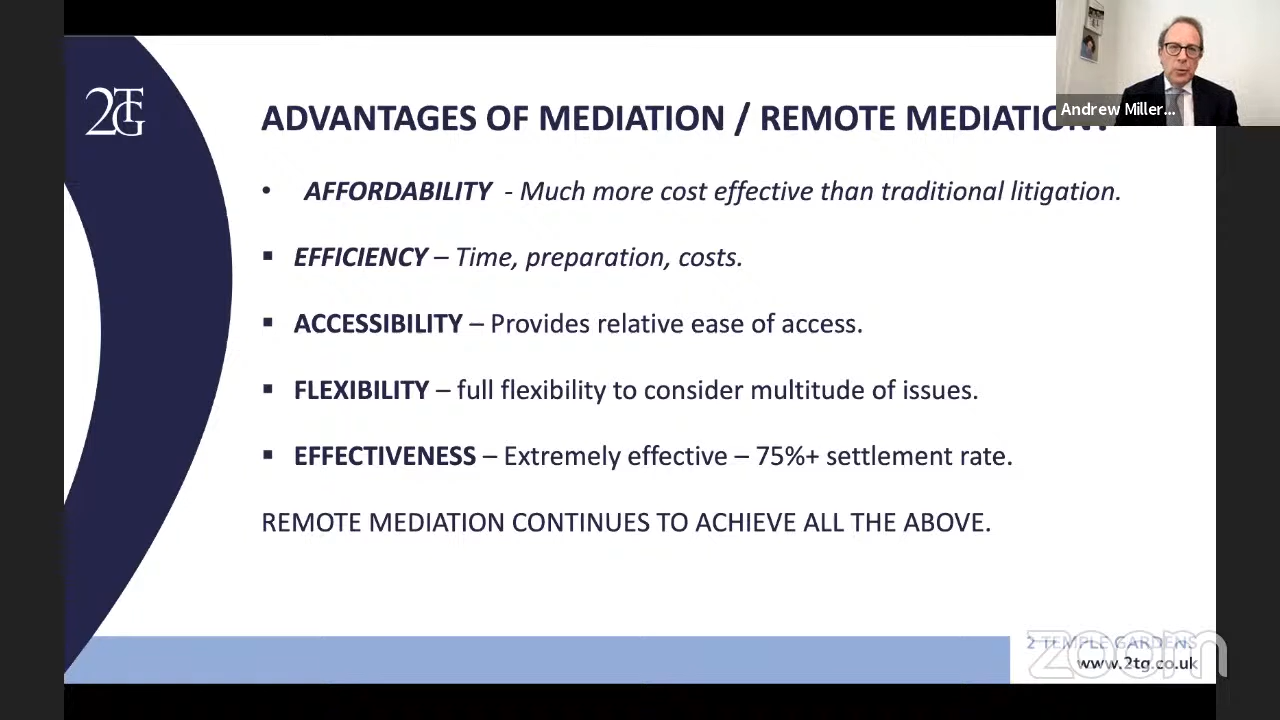 2TG
ADVANTAGES OF MEDIATION / REMOTE MEDIATION?
Andrew Miller...
• AFFORDABILITY - Much more cost effective than traditional litigation.
▪ EFFICIENCY – Time, preparation, costs.
▪ ACCESSIBILITY – Provides relative ease of access.
▪ FLEXIBILITY – full flexibility to consider multitude of issues.
▪ EFFECTIVENESS – Extremely effective – 75%+ settlement rate.
REMOTE MEDIATION CONTINUES TO ACHIEVE ALL THE ABOVE.
2 TEMPLE GARDENS
zoom
www.2tg.co.uk